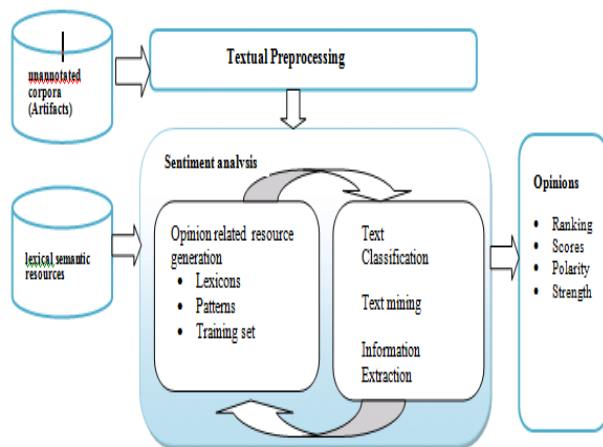 unannotated
corpora
(Artifacts)
Textual Preprocessing
Sentiment analysis
Opinions
• Ranking
• Scores
• Polarity
• Strength
lexical semantic
resources
Opinion related resource
generation
• Lexicons
• Patterns
• Training set
Text
Classification
Text mining
Information
Extraction